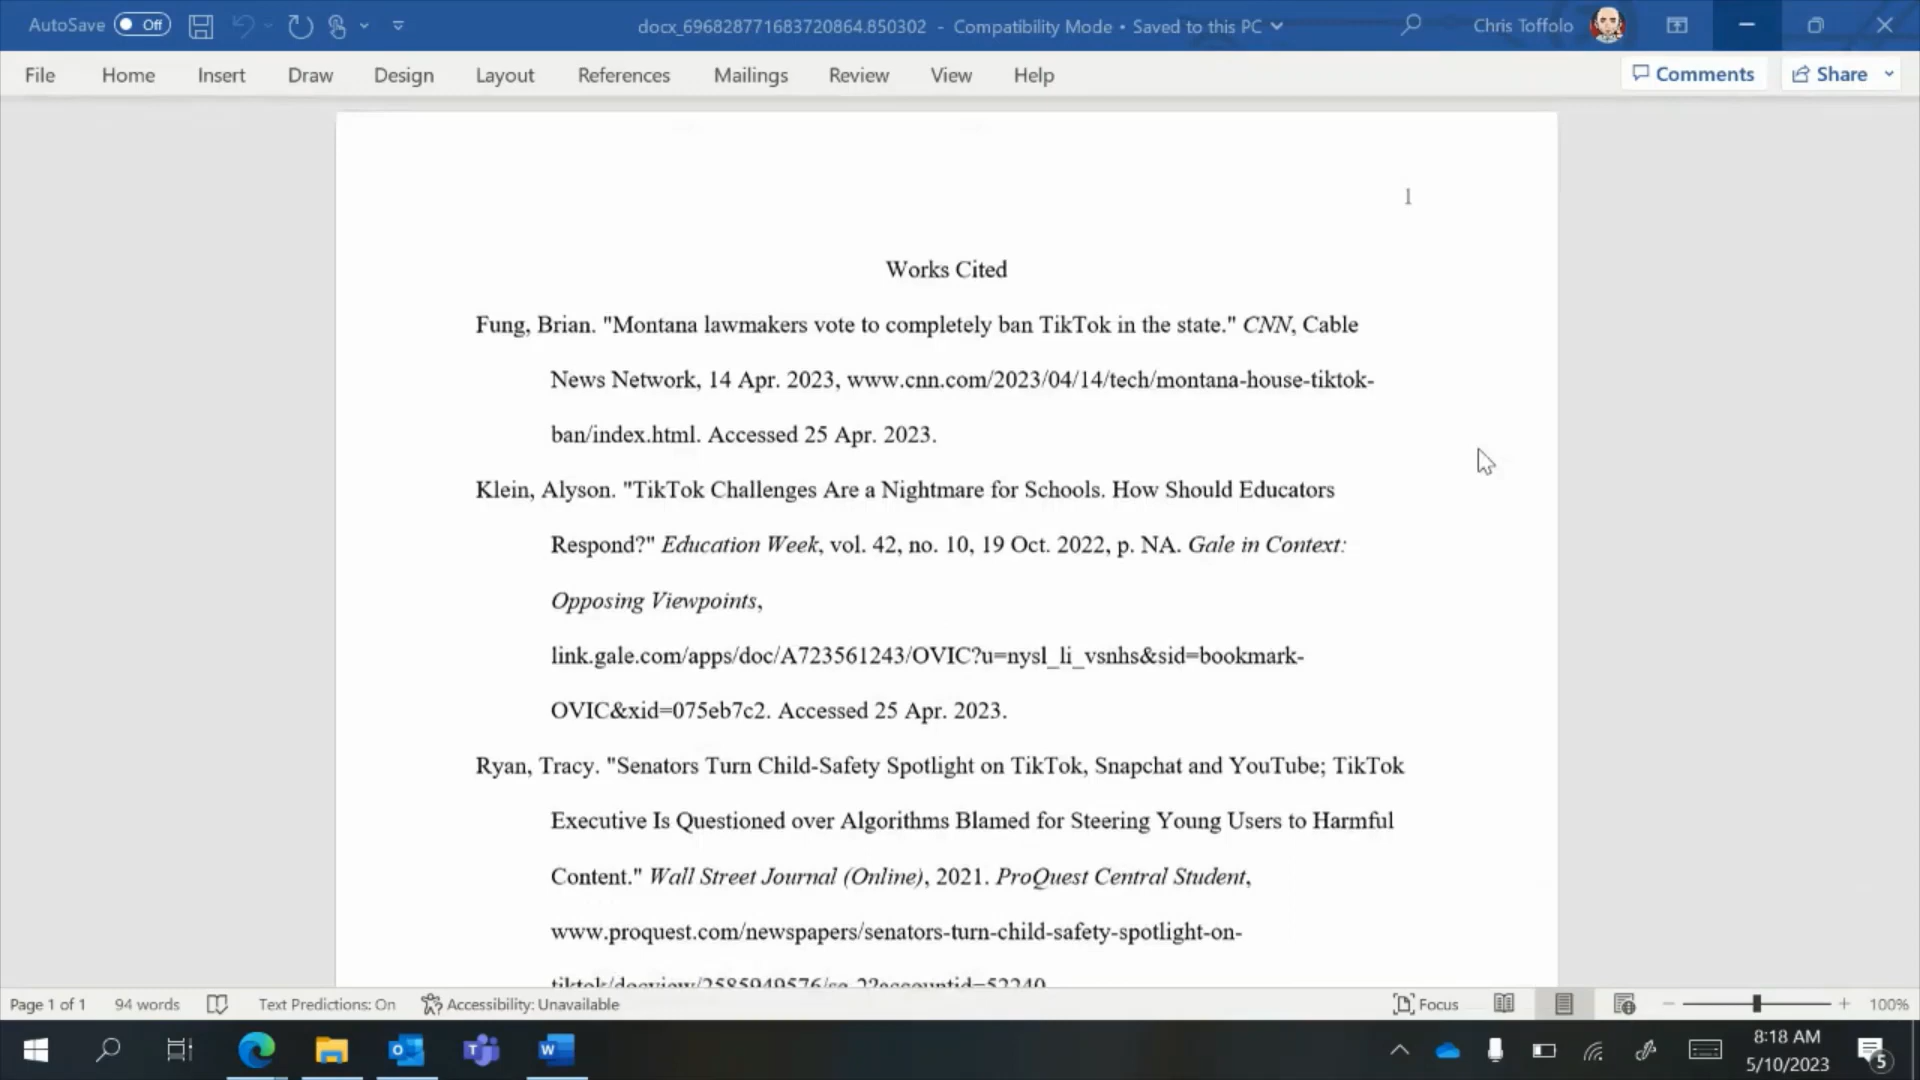 AutoSave Off docx_696828771683720864.850302 - Compatibility Mode • Saved to this PC Chris Toffolo
File Home Insert Draw Design Layout References Mailings Review View Help Comments Share
1
Works Cited
Fung, Brian. "Montana lawmakers vote to completely ban TikTok in the state." CNN, Cable
News Network, 14 Apr. 2023, www.cnn.com/2023/04/14/tech/montana-house-tiktok-
ban/index.html. Accessed 25 Apr. 2023.
Klein, Alyson. "TikTok Challenges Are a Nightmare for Schools. How Should Educators
Respond?" Education Week, vol. 42, no. 10, 19 Oct. 2022, p. NA. Gale in Context:
Opposing Viewpoints,
link.gale.com/apps/doc/A723561243/OVIC?u=nysl_li_vsnhs&sid=bookmark-
OVIC&xid=075eb7c2. Accessed 25 Apr. 2023.
Ryan, Tracy. "Senators Turn Child-Safety Spotlight on TikTok, Snapchat and YouTube; TikTok
Executive Is Questioned over Algorithms Blamed for Steering Young Users to Harmful
Content." Wall Street Journal (Online), 2021. ProQuest Central Student,
www.proquest.com/newspapers/senators-turn-child-safety-spotlight-on-
tiktok/docview/2585949576/se-2?accountid=52240.
Page 1 of 1 94 words Text Predictions: On Accessibility: Unavailable Focus 100%
8:18 AM
5/10/2023
5